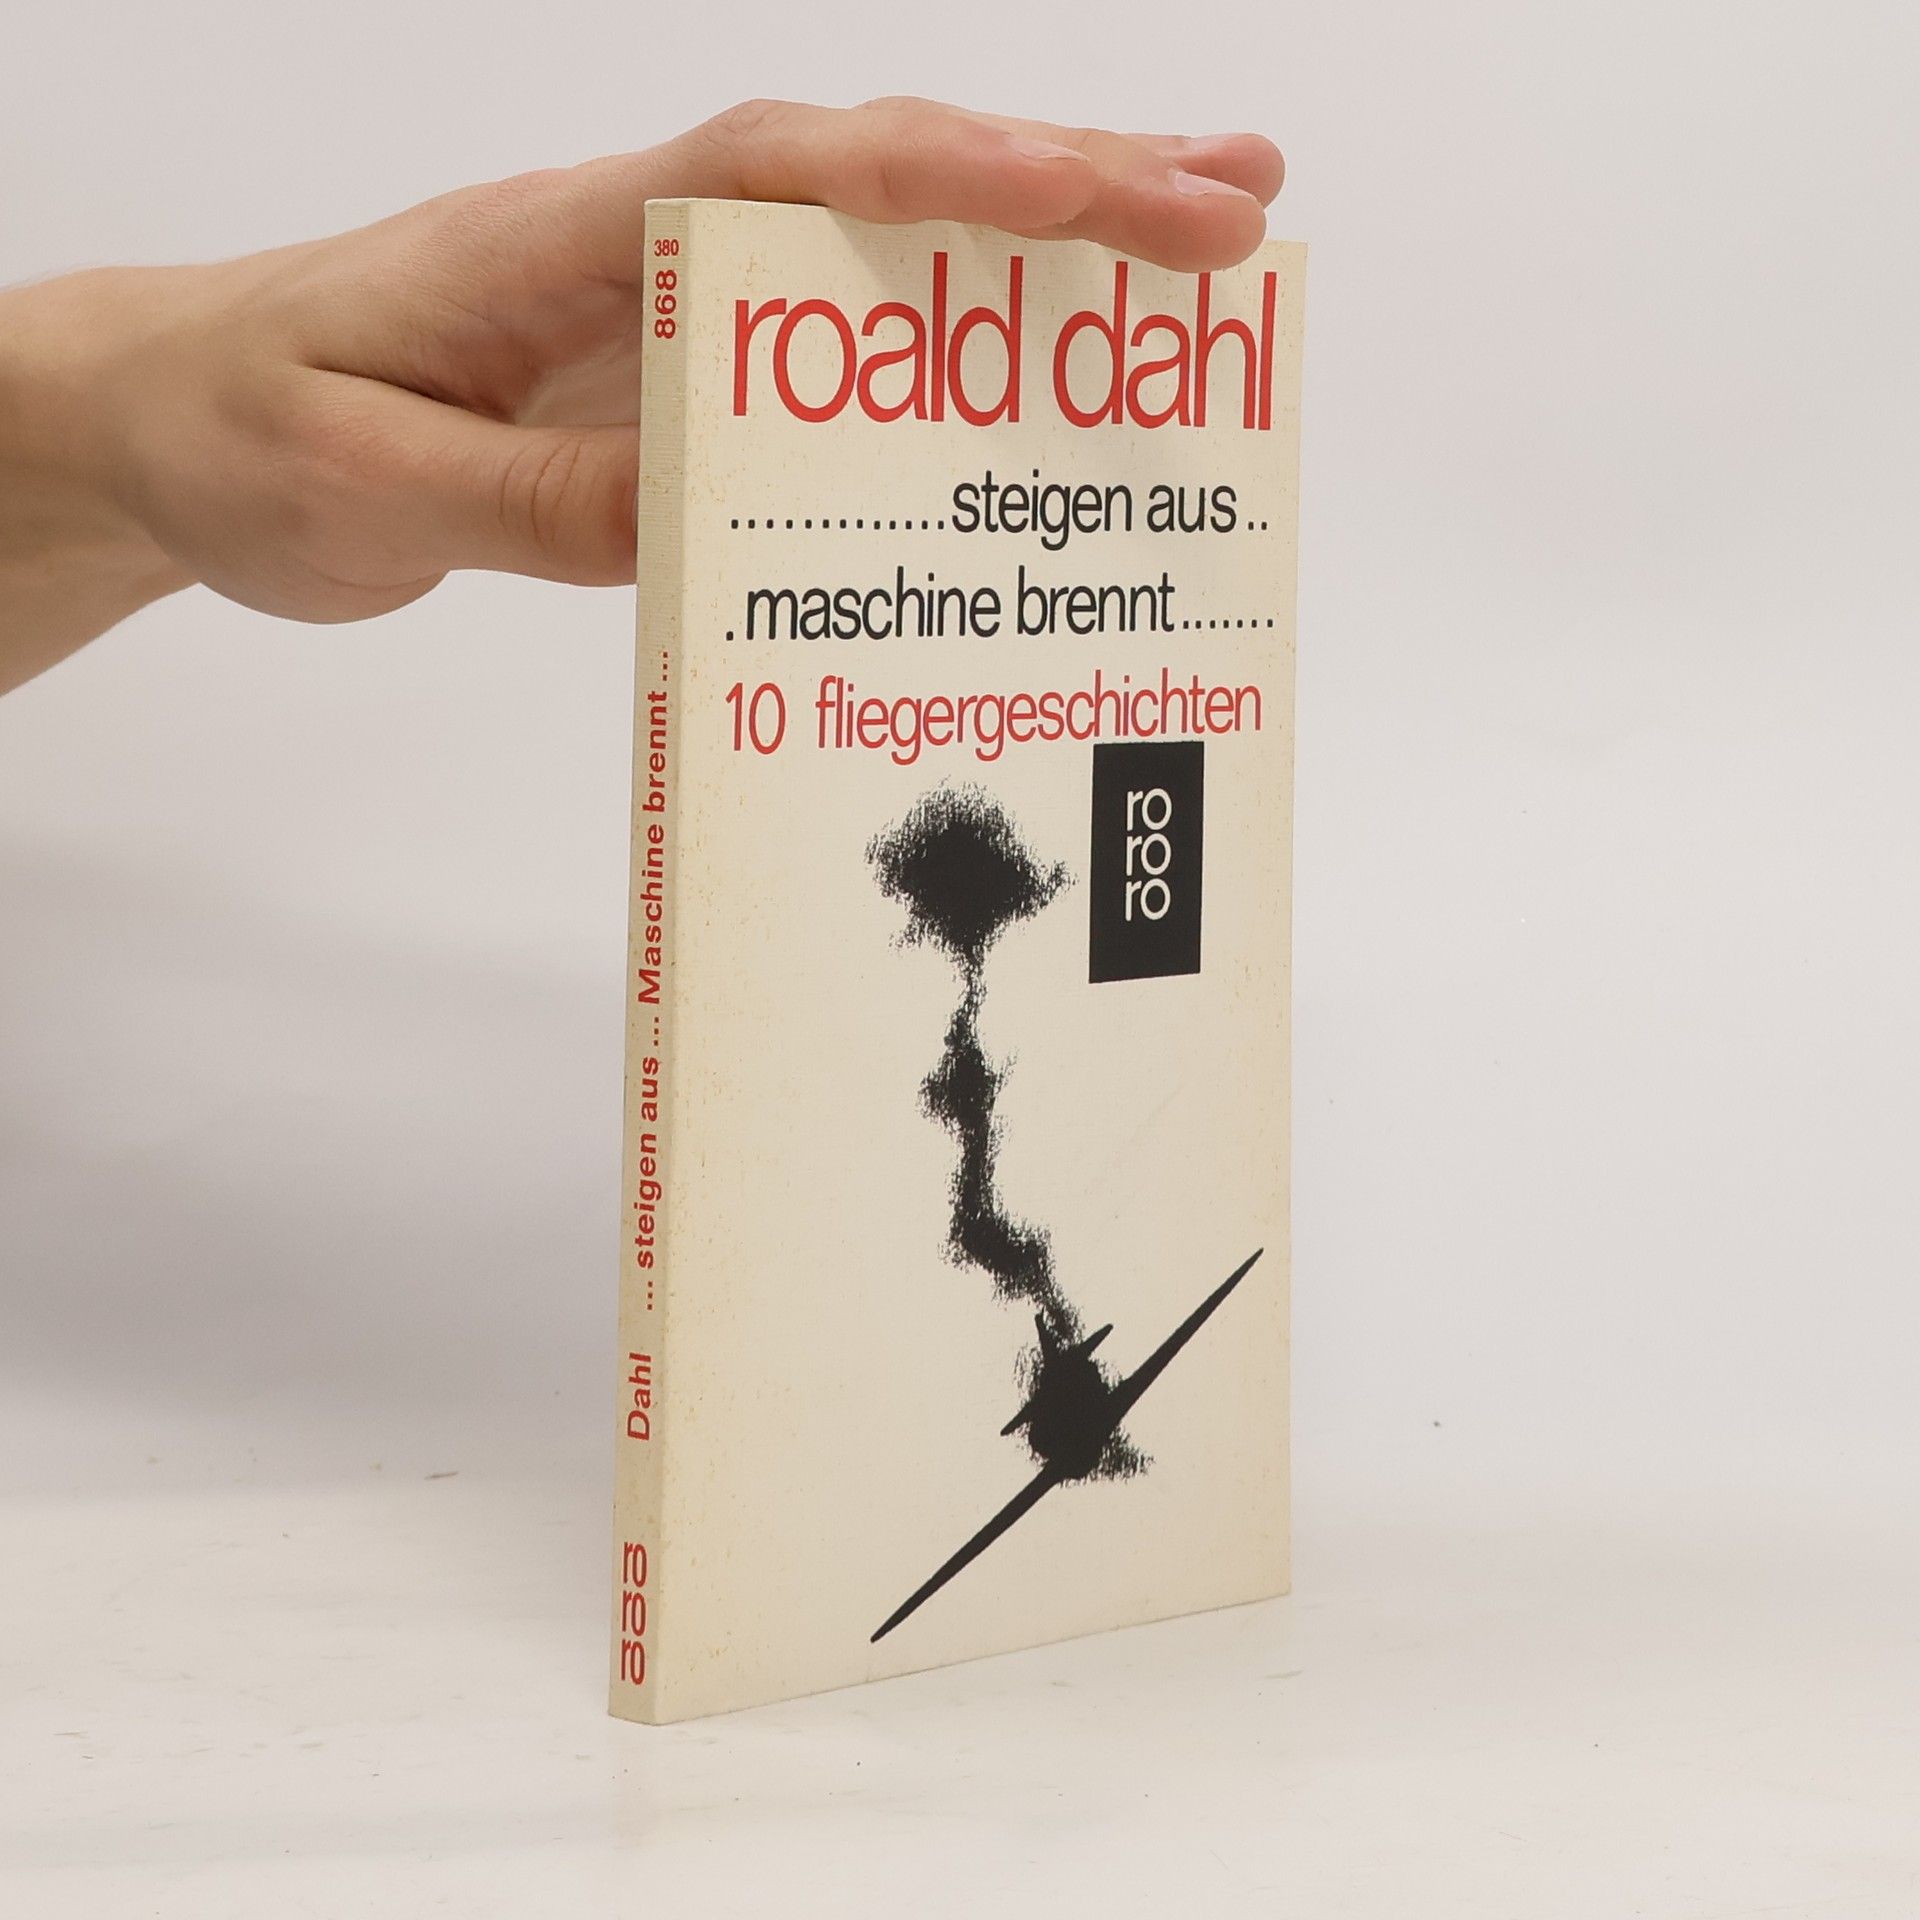 roald dahl
.............steigen aus..
.maschine brennt.......
10 fliegergeschichten
ro
ro
ro
380
868
Dahl ... steigen aus ... Maschine brennt ...
ro
ro
ro